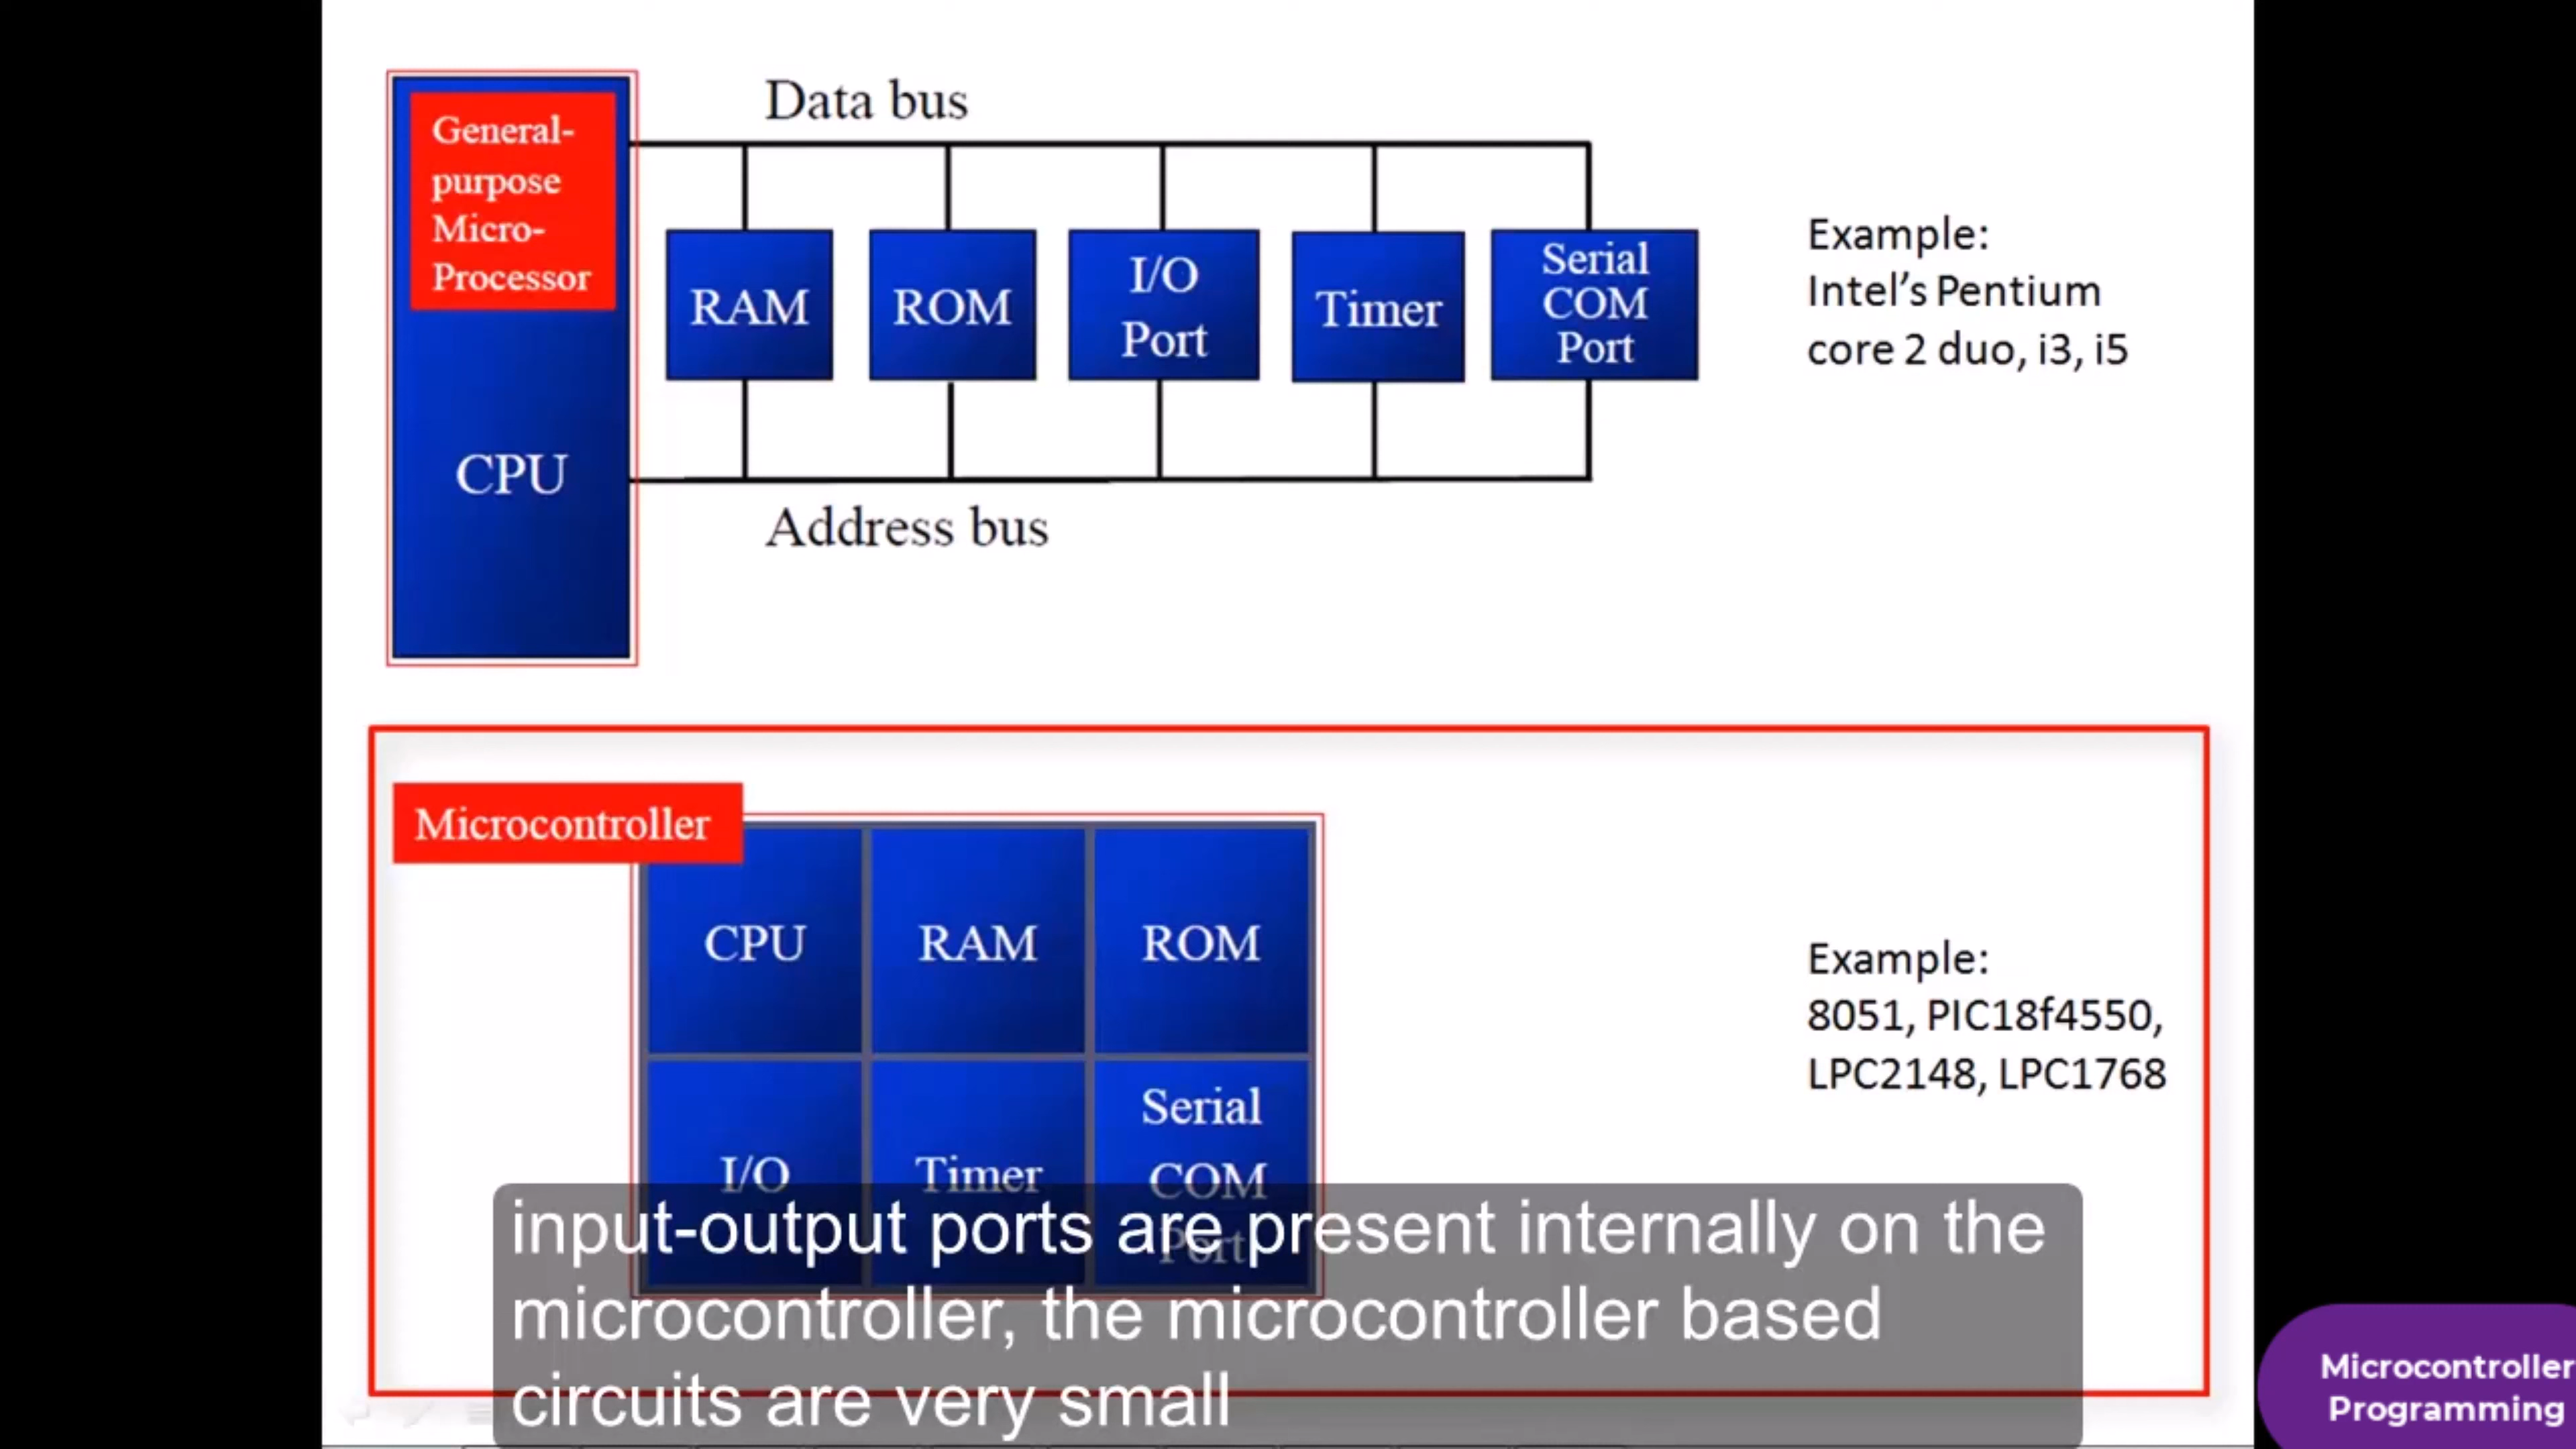 Data bus
General-
purpose
Micro-
Processor
CPU
RAM
ROM
I/O
Port
Timer
Serial
COM
Port
Address bus
Example:
Intel's Pentium
core 2 duo, i3, i5
Microcontroller
CPU
RAM
ROM
I/O
Timer
Serial
COM
Port
Example:
8051, PIC18f4550,
LPC2148, LPC1768
input-output ports are present internally on the
microcontroller, the microcontroller based
circuits are very small
Microcontroller
Programming